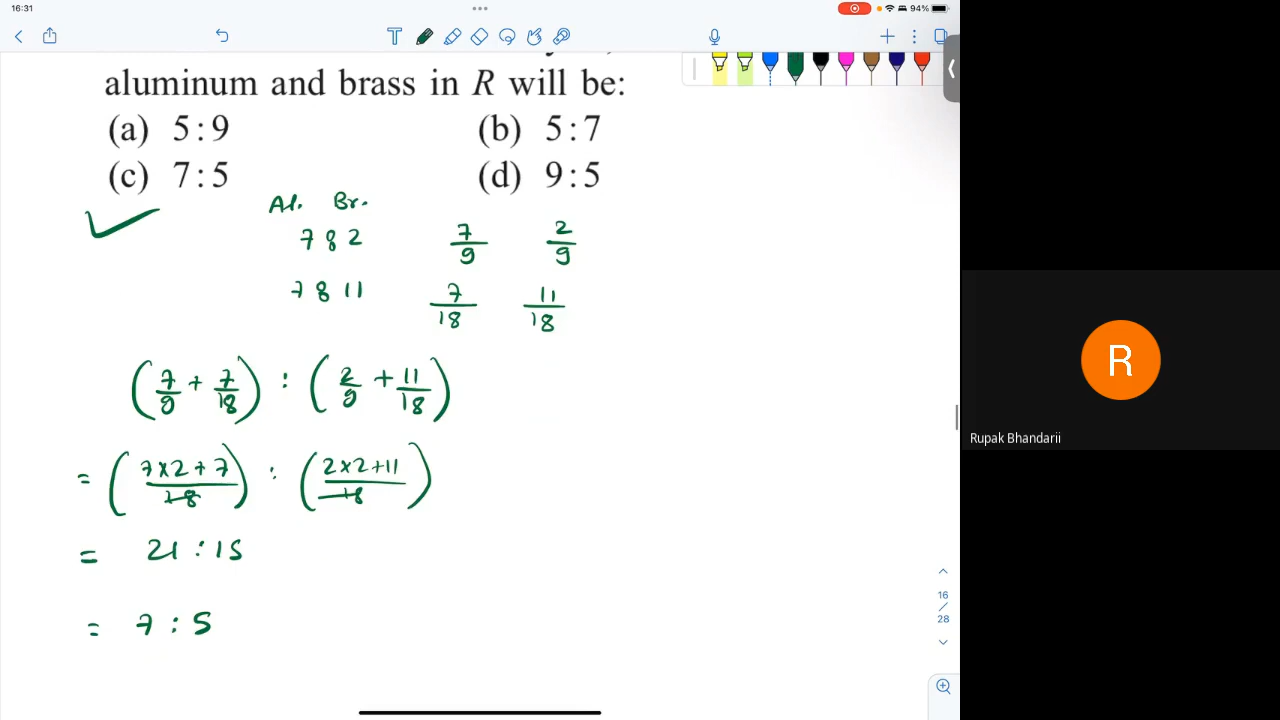 16:31
94%
aluminum and brass in R will be:
(a) 5:9 (b) 5:7
(c) 7:5 (d) 9:5
Al. Br.
7 8 2 7/9 2/9
7 8 11 7/18 11/18
(7/9 + 7/18) : (2/9 + 11/18)
= (7×2+7/18) : (2×2+11/18)
= 21 : 15
= 7 : 5
16
/
28
R
Rupak Bhandarii